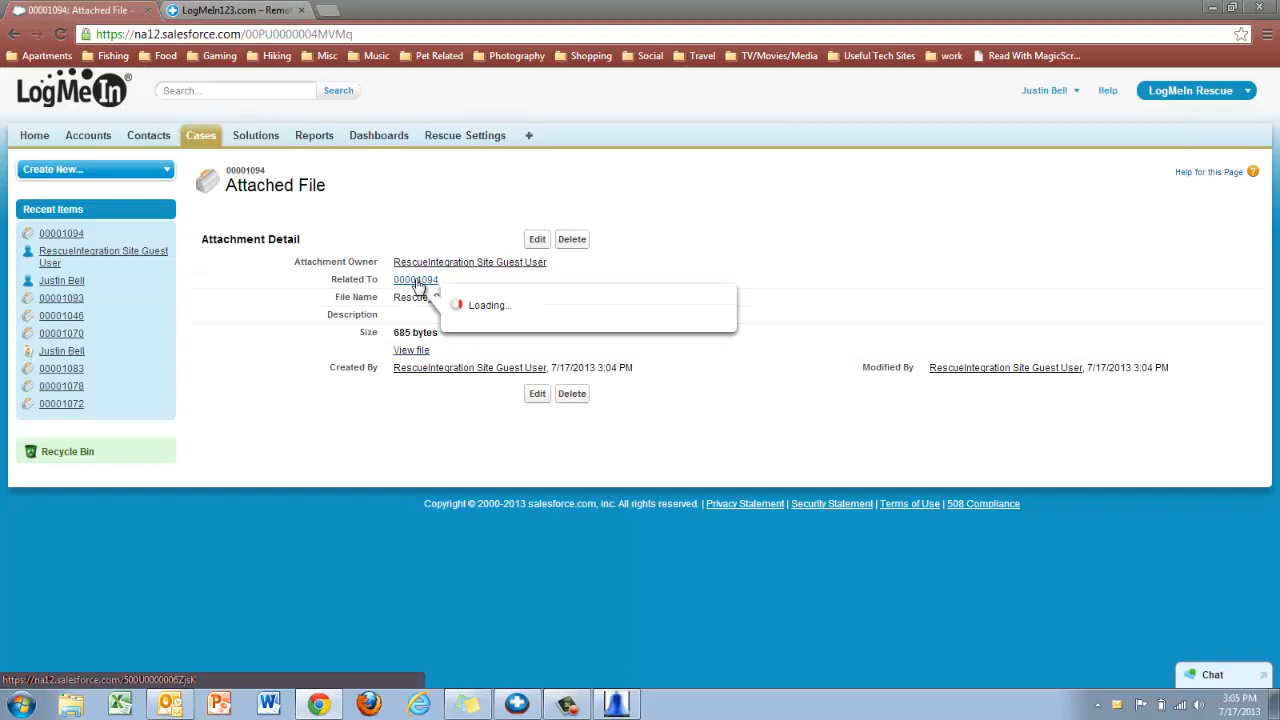 00001094: Attached File -
LogMeIn123.com – Remo
https://na12.salesforce.com/00PU0000004MVMq
Apartments Fishing Food Gaming Hiking Misc Music Pet Related Photography Shopping Social Travel TV/Movies/Media Useful Tech Sites work Read With MagicScr...
LogMeIn®
Search...
Search
Justin Bell Help LogMeIn Rescue
Home Accounts Contacts Cases Solutions Reports Dashboards Rescue Settings +
Create New...
00001094
Attached File
Help for this Page ?
Recent Items
00001094
RescueIntegration Site Guest
User
Justin Bell
00001093
00001046
00001070
Justin Bell
00001083
00001078
00001072
Recycle Bin
Attachment Detail Edit Delete
Attachment Owner RescueIntegration Site Guest User
Related To 00001094
File Name Rescue_
Loading...
Description
Size 685 bytes
View file
Created By RescueIntegration Site Guest User, 7/17/2013 3:04 PM
Modified By RescueIntegration Site Guest User, 7/17/2013 3:04 PM
Edit Delete
Copyright © 2000-2013 salesforce.com, inc. All rights reserved. | Privacy Statement | Security Statement | Terms of Use | 508 Compliance
Chat
https://na12.salesforce.com/500U0000006ZjsK
3:05 PM
7/17/2013